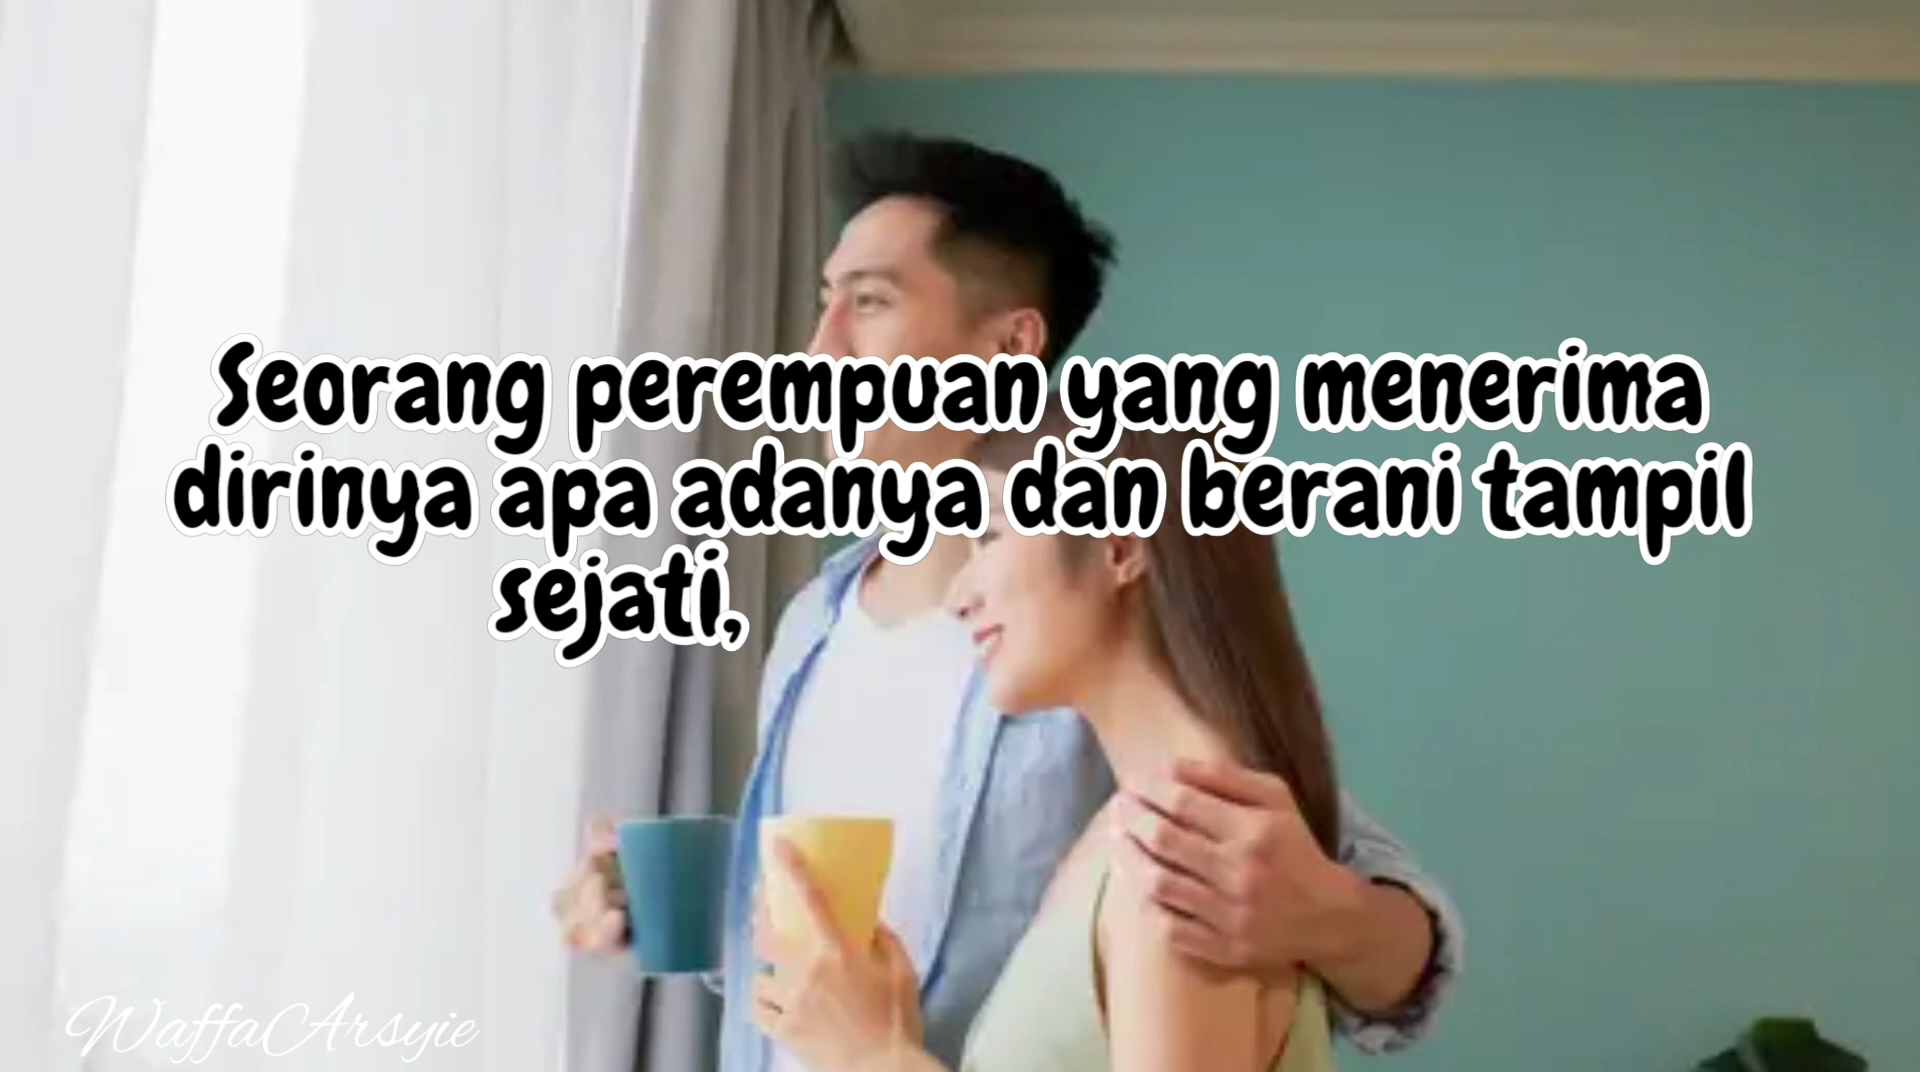 Seorang perempuan yang menerima
dirinya apa adanya dan berani tampil
sejati,
WaffaArsyie